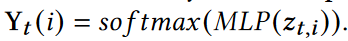 Y_t(i) = softmax(MLP(z_{t,i})).